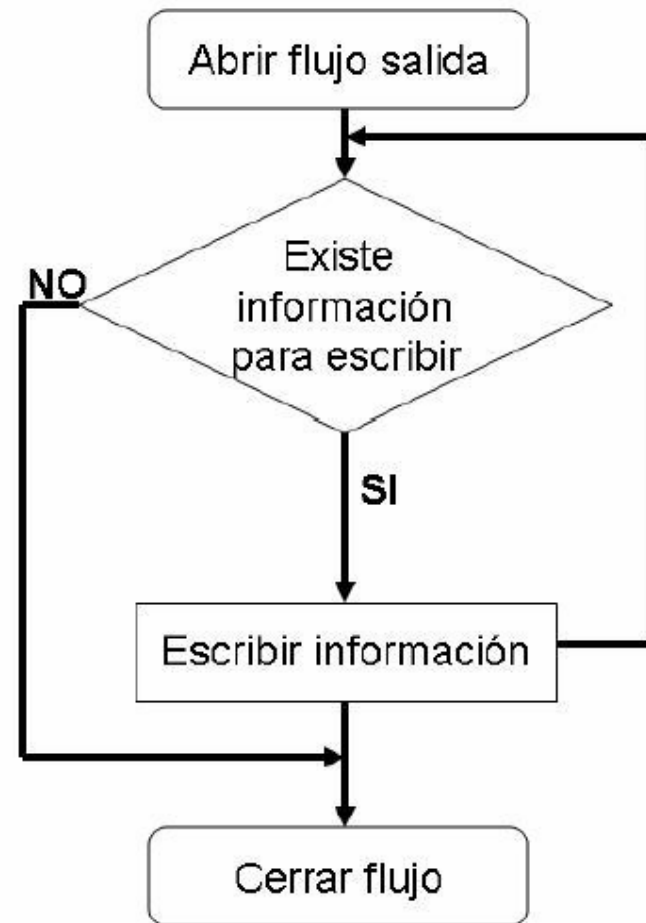 Abrir flujo salida
Existe
información
para escribir
NO
SI
Escribir información
Cerrar flujo